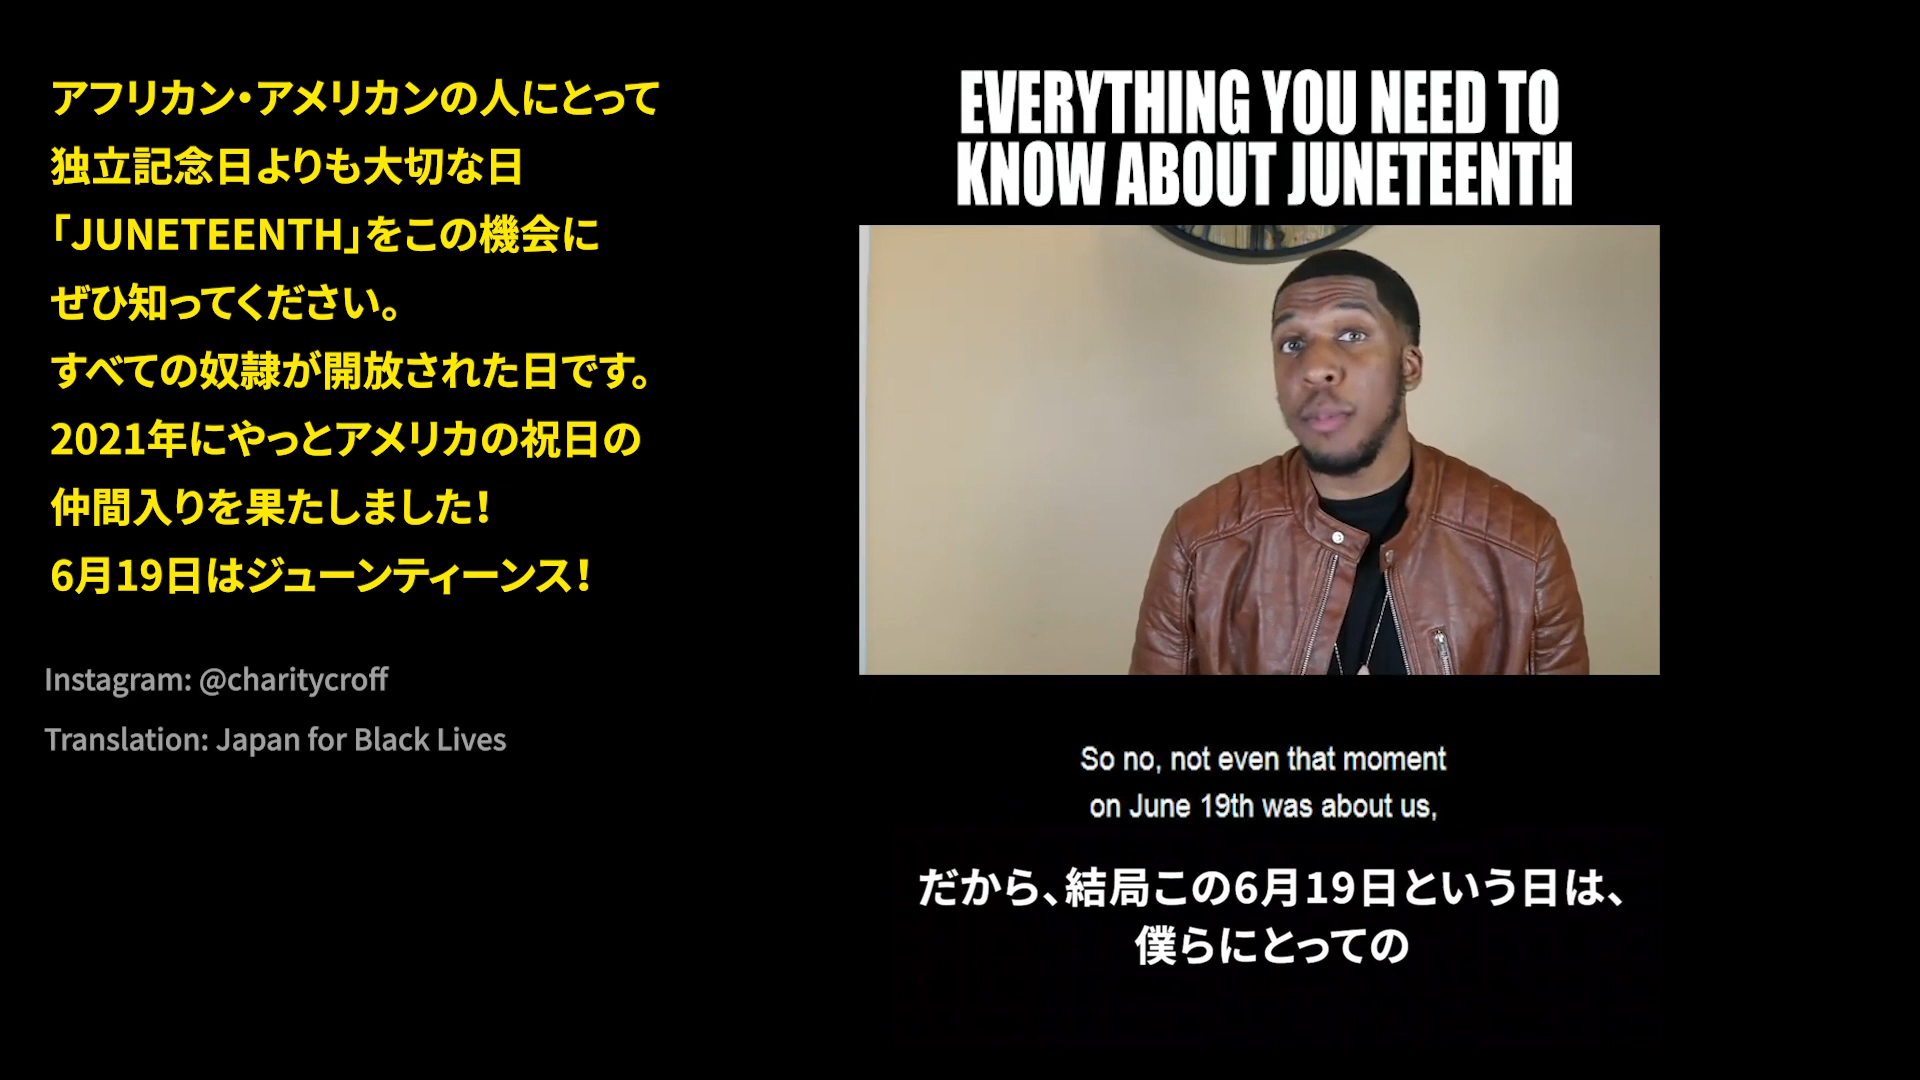 アフリカン・アメリカンの人にとって
独立記念日よりも大切な日
「JUNETEENTH」をこの機会に
ぜひ知ってください。
すべての奴隷が開放された日です。
2021年にやっとアメリカの祝日の
仲間入りを果たしました！
6月19日はジューンティーンス！
Instagram: @charitycroff
Translation: Japan for Black Lives
EVERYTHING YOU NEED TO
KNOW ABOUT JUNETEENTH
So no, not even that moment
on June 19th was about us,
だから、結局この6月19日という日は、
僕らにとっての